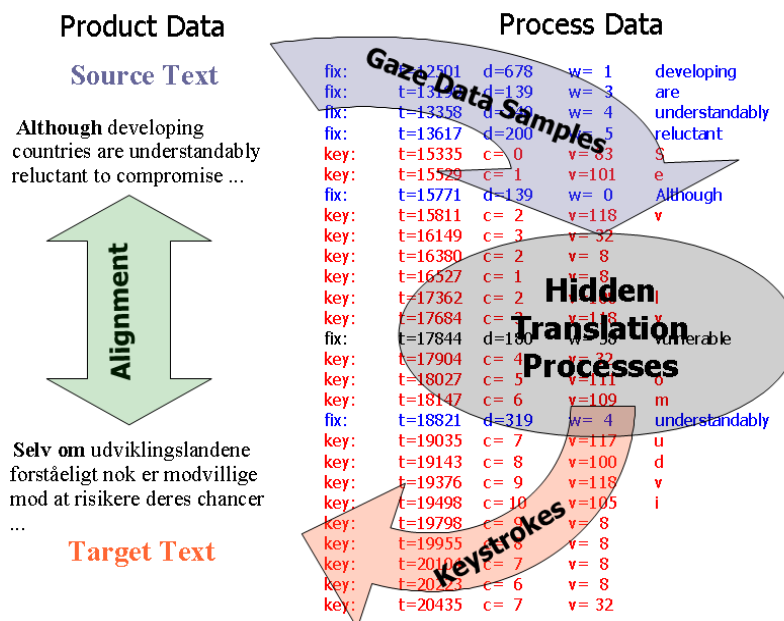 Product Data
Source Text
Although developing
countries are understandably
reluctant to compromise ...
Alignment
Selv om udviklingslandene
forståeligt nok er modvillige
mod at risikere deres chancer
...
Target Text
Process Data
Gaze Data Samples
Hidden
Translation
Processes
Keystrokes
fix: t=12501 d=678 w= 1 developing
fix: d=139 w= 3 are
fix: t=13358 w= 4 understandably
fix: t=13617 d=200 w= 5 reluctant
key: t=15335 c= 0 v= 83 S
key: t=15529 c= 1 v=101 e
fix: t=15771 d=139 w= 0 Although
key: t=15811 c= 2 v=118 v
key: t=16149 c= 3 v= 32
key: t=16380 c= 2 v= 8
key: t=16527 c= 1 v= 8
key: t=17362 c= 2 l
key: t=17684 c= 3 v=118 v
fix: t=17844 d=180 vulnerable
key: t=17904 c= 4 v= 32
key: t=18027 c= 5 v=111 o
key: t=18147 c= 6 v=109 m
fix: t=18821 d=319 w= 4 understandably
key: t=19035 c= 7 v=117 u
key: t=19143 c= 8 v=100 d
key: t=19376 c= 9 v=118 v
key: t=19498 c= 10 v=105 i
key: t=19798 c= 9 v= 8
key: t=19955 c= 8 v= 8
key: c= 7 v= 8
key: t=20223 c= 6 v= 8
key: t=20435 c= 7 v= 32